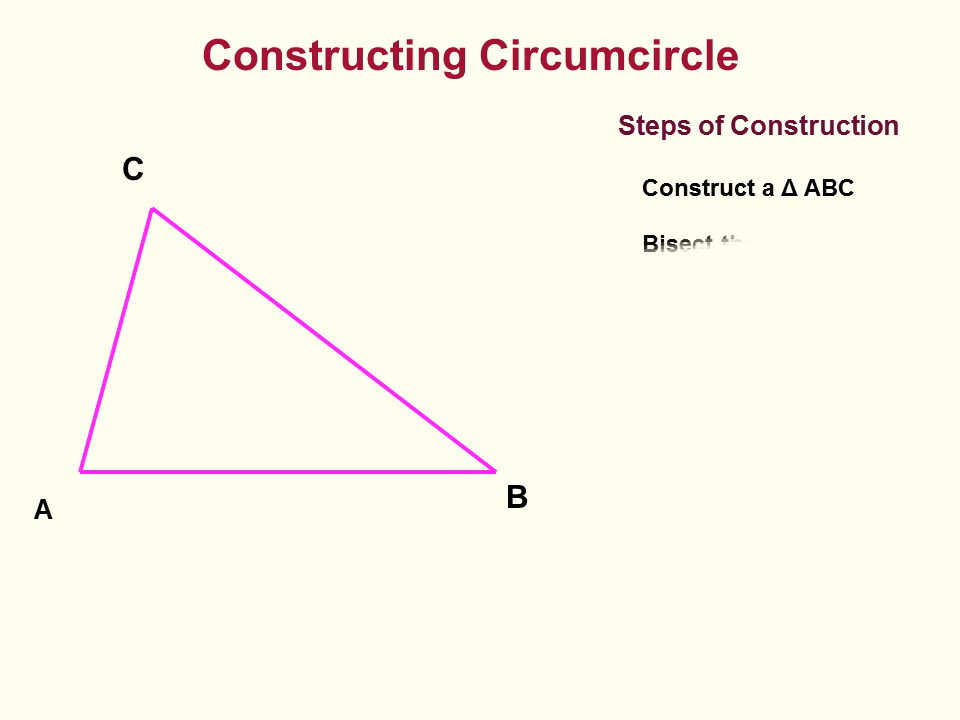 Constructing Circumcircle
Steps of Construction
C
Construct a Δ ABC
Bisect
B
A